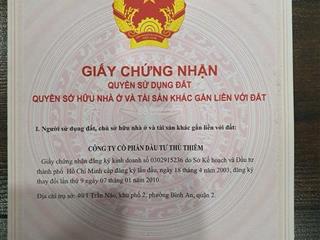 GIẤY CHỨNG NHẬN
QUYỀN SỬ DỤNG ĐẤT
QUYỀN SỞ HỮU NHÀ Ở VÀ TÀI SẢN KHÁC GẮN LIỀN VỚI ĐẤT
I. Người sử dụng đất, chủ sở hữu nhà ở và tài sản khác gắn liền với đất:
CÔNG TY CỔ PHẦN ĐẦU TƯ THỦ THIÊM
Giấy chứng nhận đăng ký kinh doanh số 0302915236 do Sở Kế hoạch và Đầu tư
thành phố Hồ Chí Minh cấp đăng ký lần đầu, ngày 18 tháng 4 năm 2003, đăng ký
thay đổi lần thứ 9 ngày 07 tháng 01 năm 2010.
Địa chỉ trụ sở: Trần Não, khu phố 2, phường Bình An, quận 2.